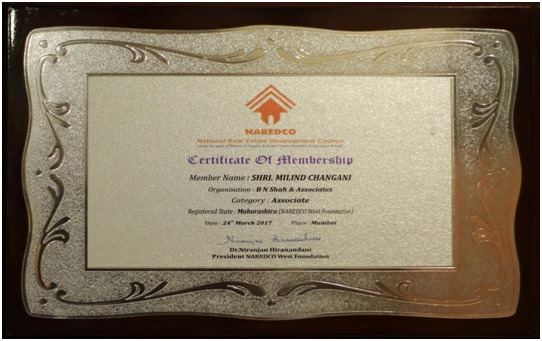 NAREDCO
National Real Estate Development Council
Certificate Of Membership
Member Name : SHRI. MILIND CHANGANI
Organisation : B N Shah & Associates
Category : Associate
Registered State : Maharashtra (NAREDCO West Foundation)
Date : 24th March 2017 Place : Mumbai
Niranjan Hiranandani
Dr.Niranjan Hiranandani
President NAREDCO West Foundation